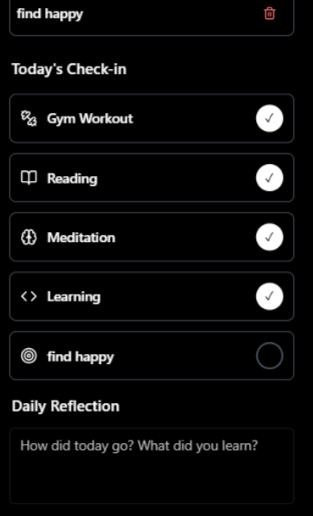 find happy
Today's Check-in
Gym Workout
Reading
Meditation
Learning
find happy
Daily Reflection
How did today go? What did you learn?